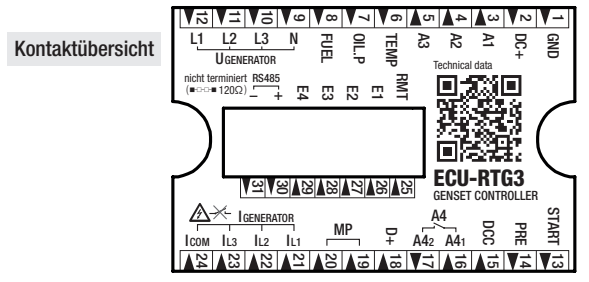 Kontaktübersicht
12 11 10 9 8 7 6 5 4 3 2 1
L1 L2 L3 N FUEL OIL.P TEMP A3 A2 A1 DC+ GND
UGENERATOR
Technical data
nicht terminiert RS485
(120Ω) – + E4 E3 E2 E1 RMT
31 30 29 28 27 26 25
ECU-RTG3
GENSET CONTROLLER
IGENERATOR
A4
ICOM IL3 IL2 IL1 MP D+ A42 A41 DCC PRE START
24 23 22 21 20 19 18 17 16 15 14 13